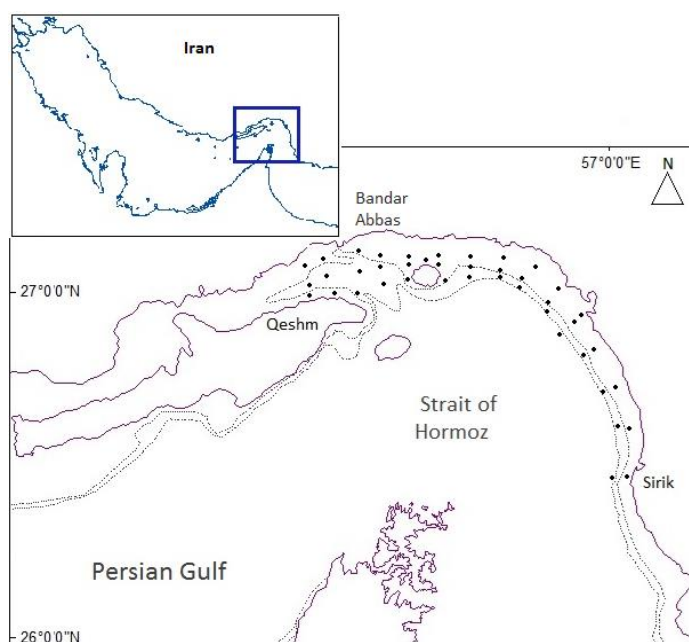 Iran
57°0'0"E
N
Bandar
Abbas
27°0'0"N
Qeshm
Strait of
Hormoz
Sirik
Persian Gulf
26°0'0"N